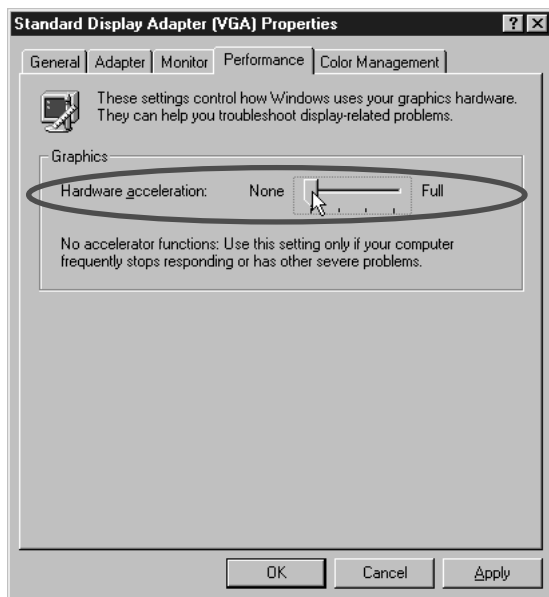 Standard Display Adapter (VGA) Properties
General Adapter Monitor Performance Color Management
These settings control how Windows uses your graphics hardware.
They can help you troubleshoot display-related problems.
Graphics
Hardware acceleration: None Full
No accelerator functions: Use this setting only if your computer
frequently stops responding or has other severe problems.
OK Cancel Apply